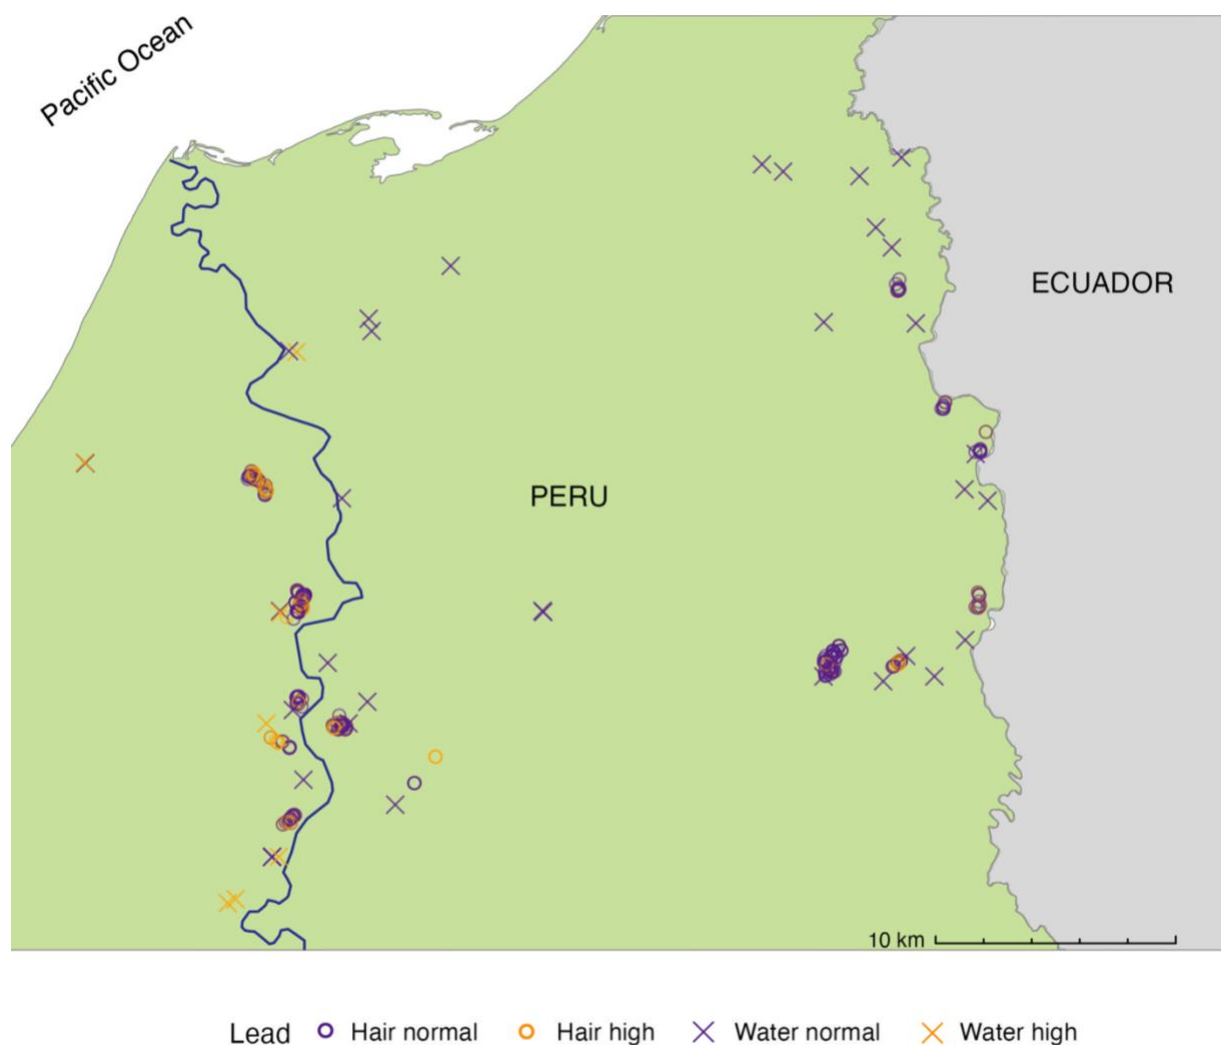 Pacific Ocean
ECUADOR
PERU
10 km
Lead Hair normal Hair high Water normal Water high